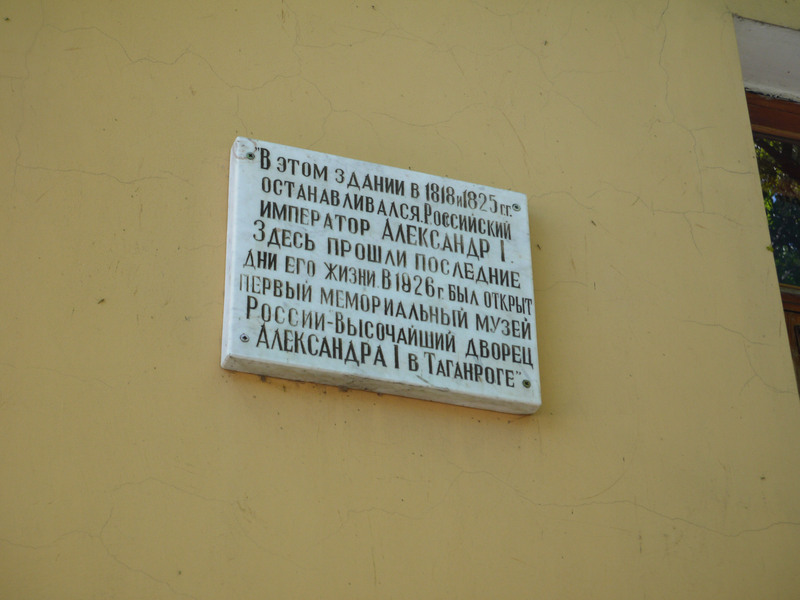 "В этом здании в 1818 и 1825 г.г.
останавливался Российский
император Александр I.
Здесь прошли последние
дни его жизни. В 1926 г. был открыт
первый мемориальный музей
России-Высочайший дворец
Александра I в Таганроге"